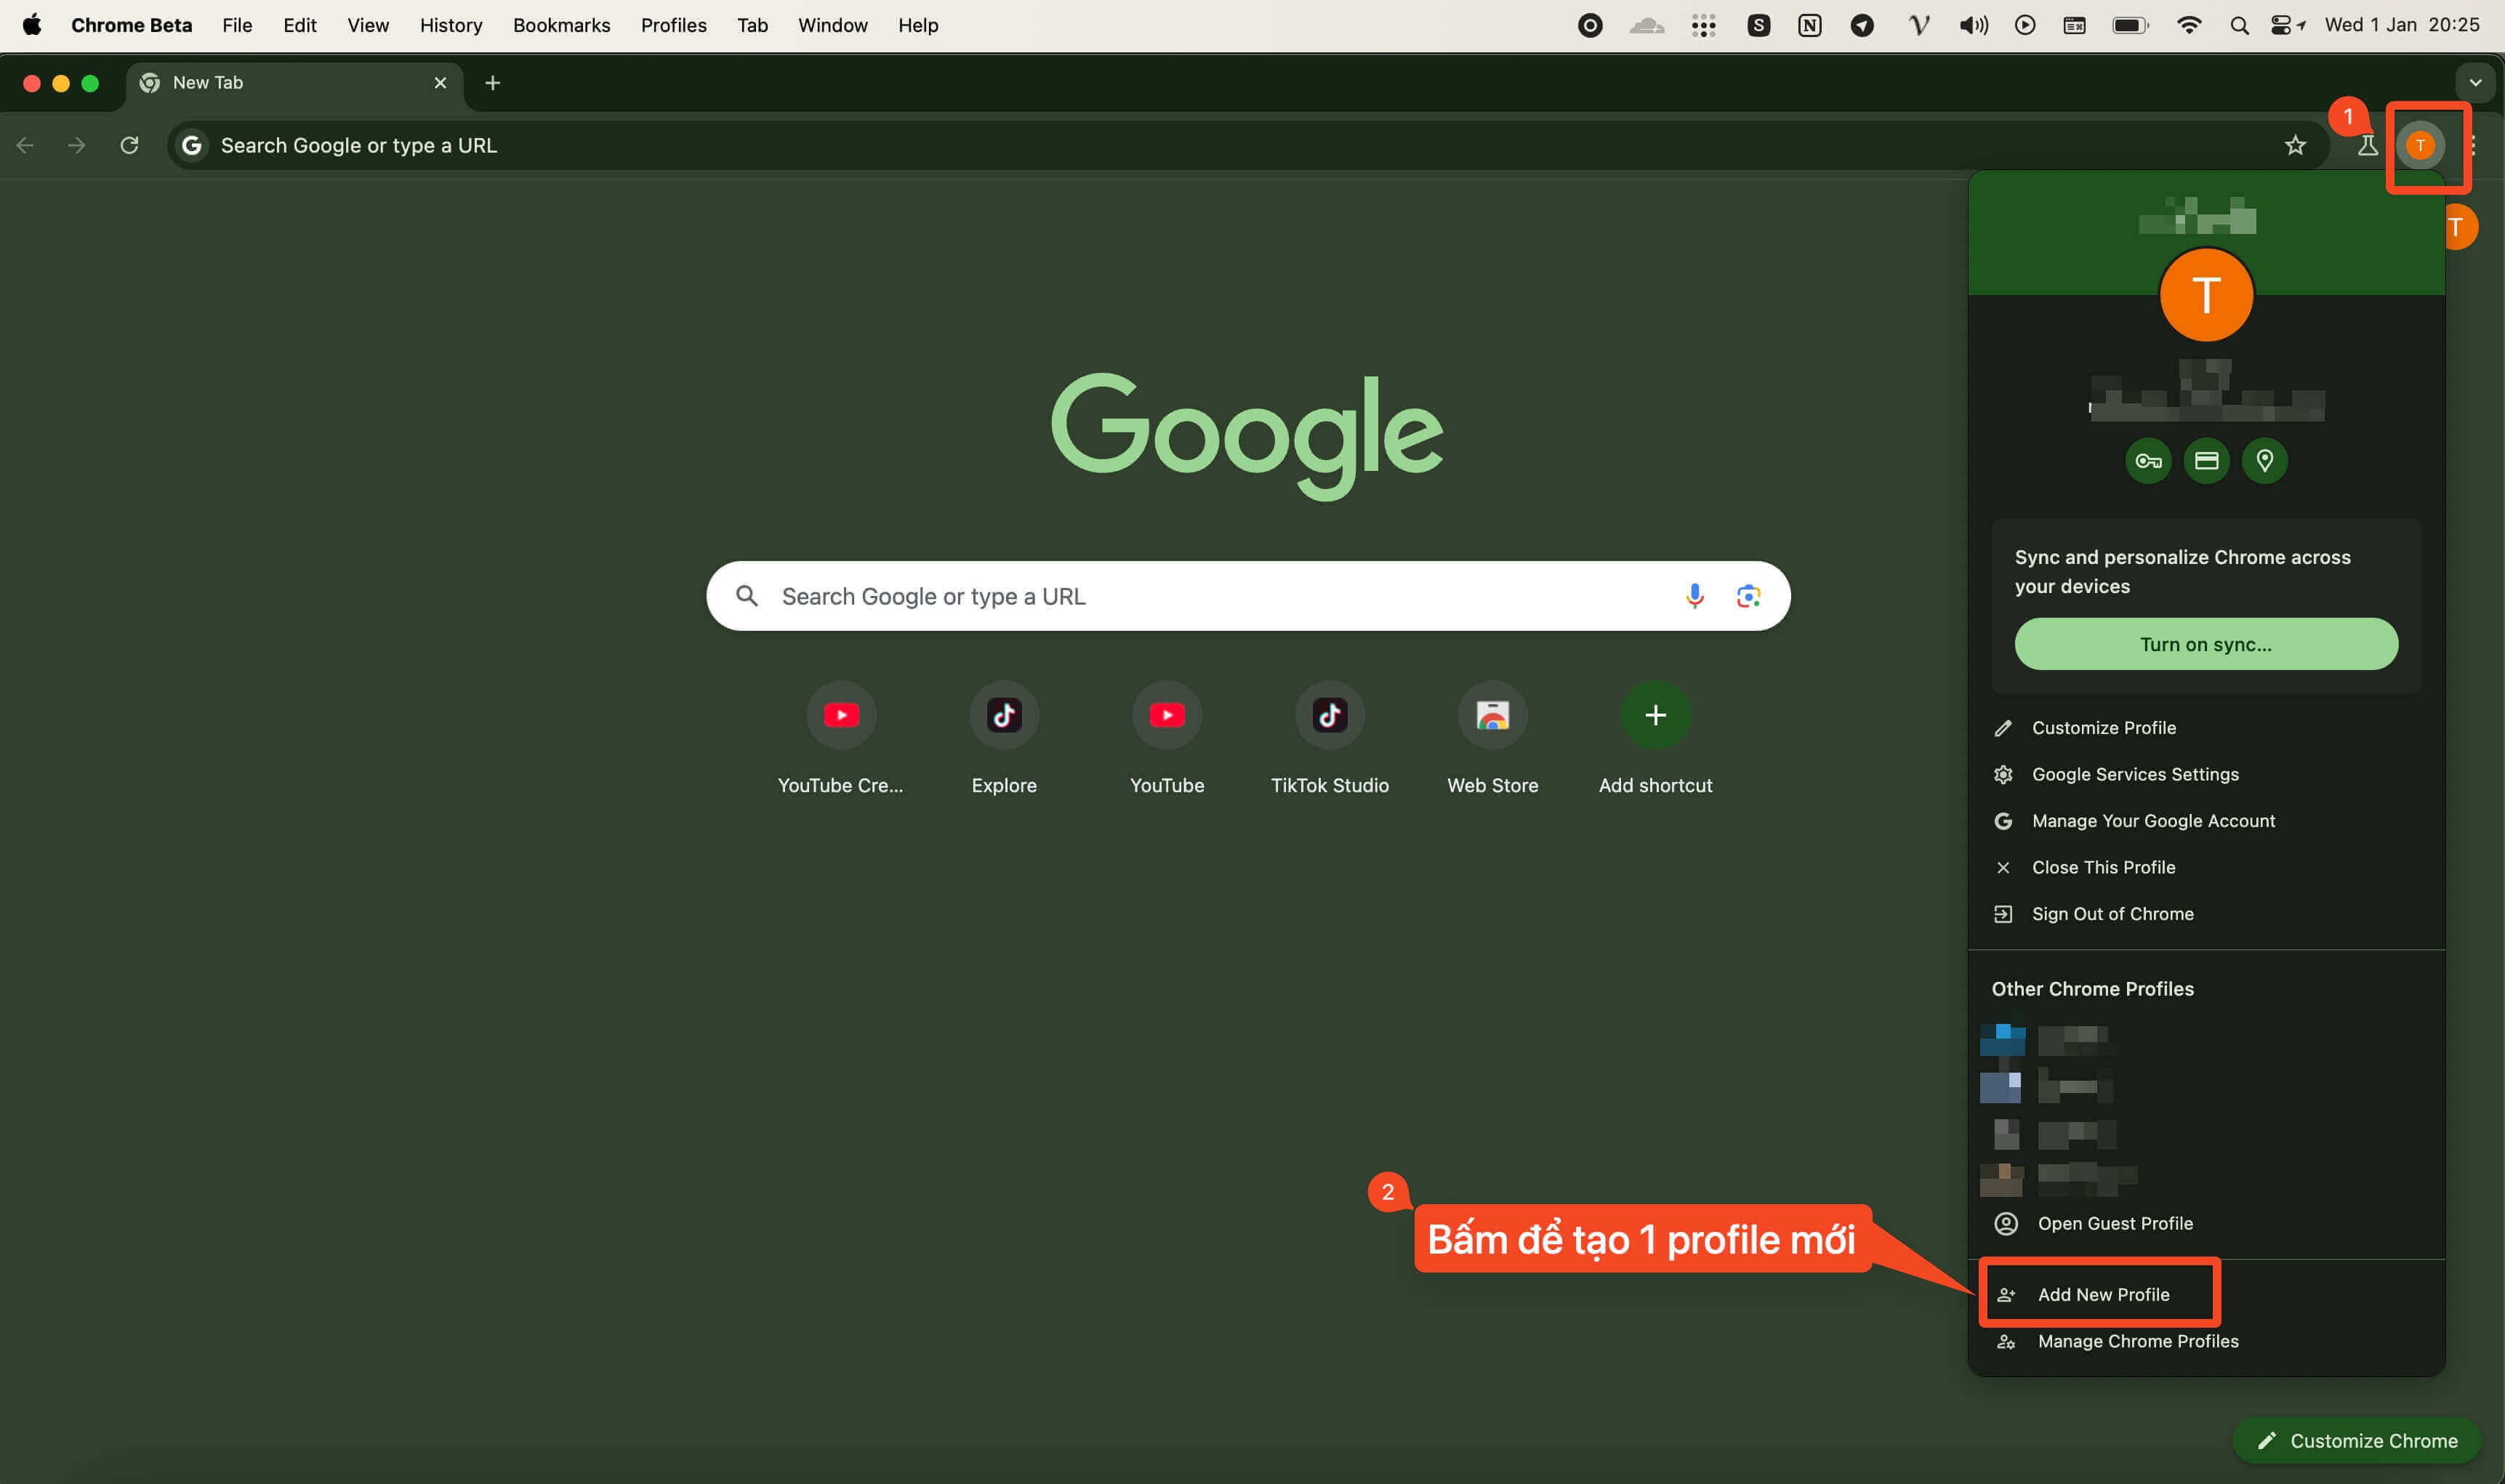 Chrome Beta File Edit View History Bookmarks Profiles Tab Window Help S N Wed 1 Jan 20:25
New Tab
1
Search Google or type a URL
T
T
T
Google
Search Google or type a URL
Sync and personalize Chrome across
your devices
Turn on sync...
YouTube Cre... Explore YouTube TikTok Studio Web Store Add shortcut
Customize Profile
Google Services Settings
Manage Your Google Account
Close This Profile
Sign Out of Chrome
Other Chrome Profiles
Open Guest Profile
2
Bấm để tạo 1 profile mới
Add New Profile
Manage Chrome Profiles
Customize Chrome